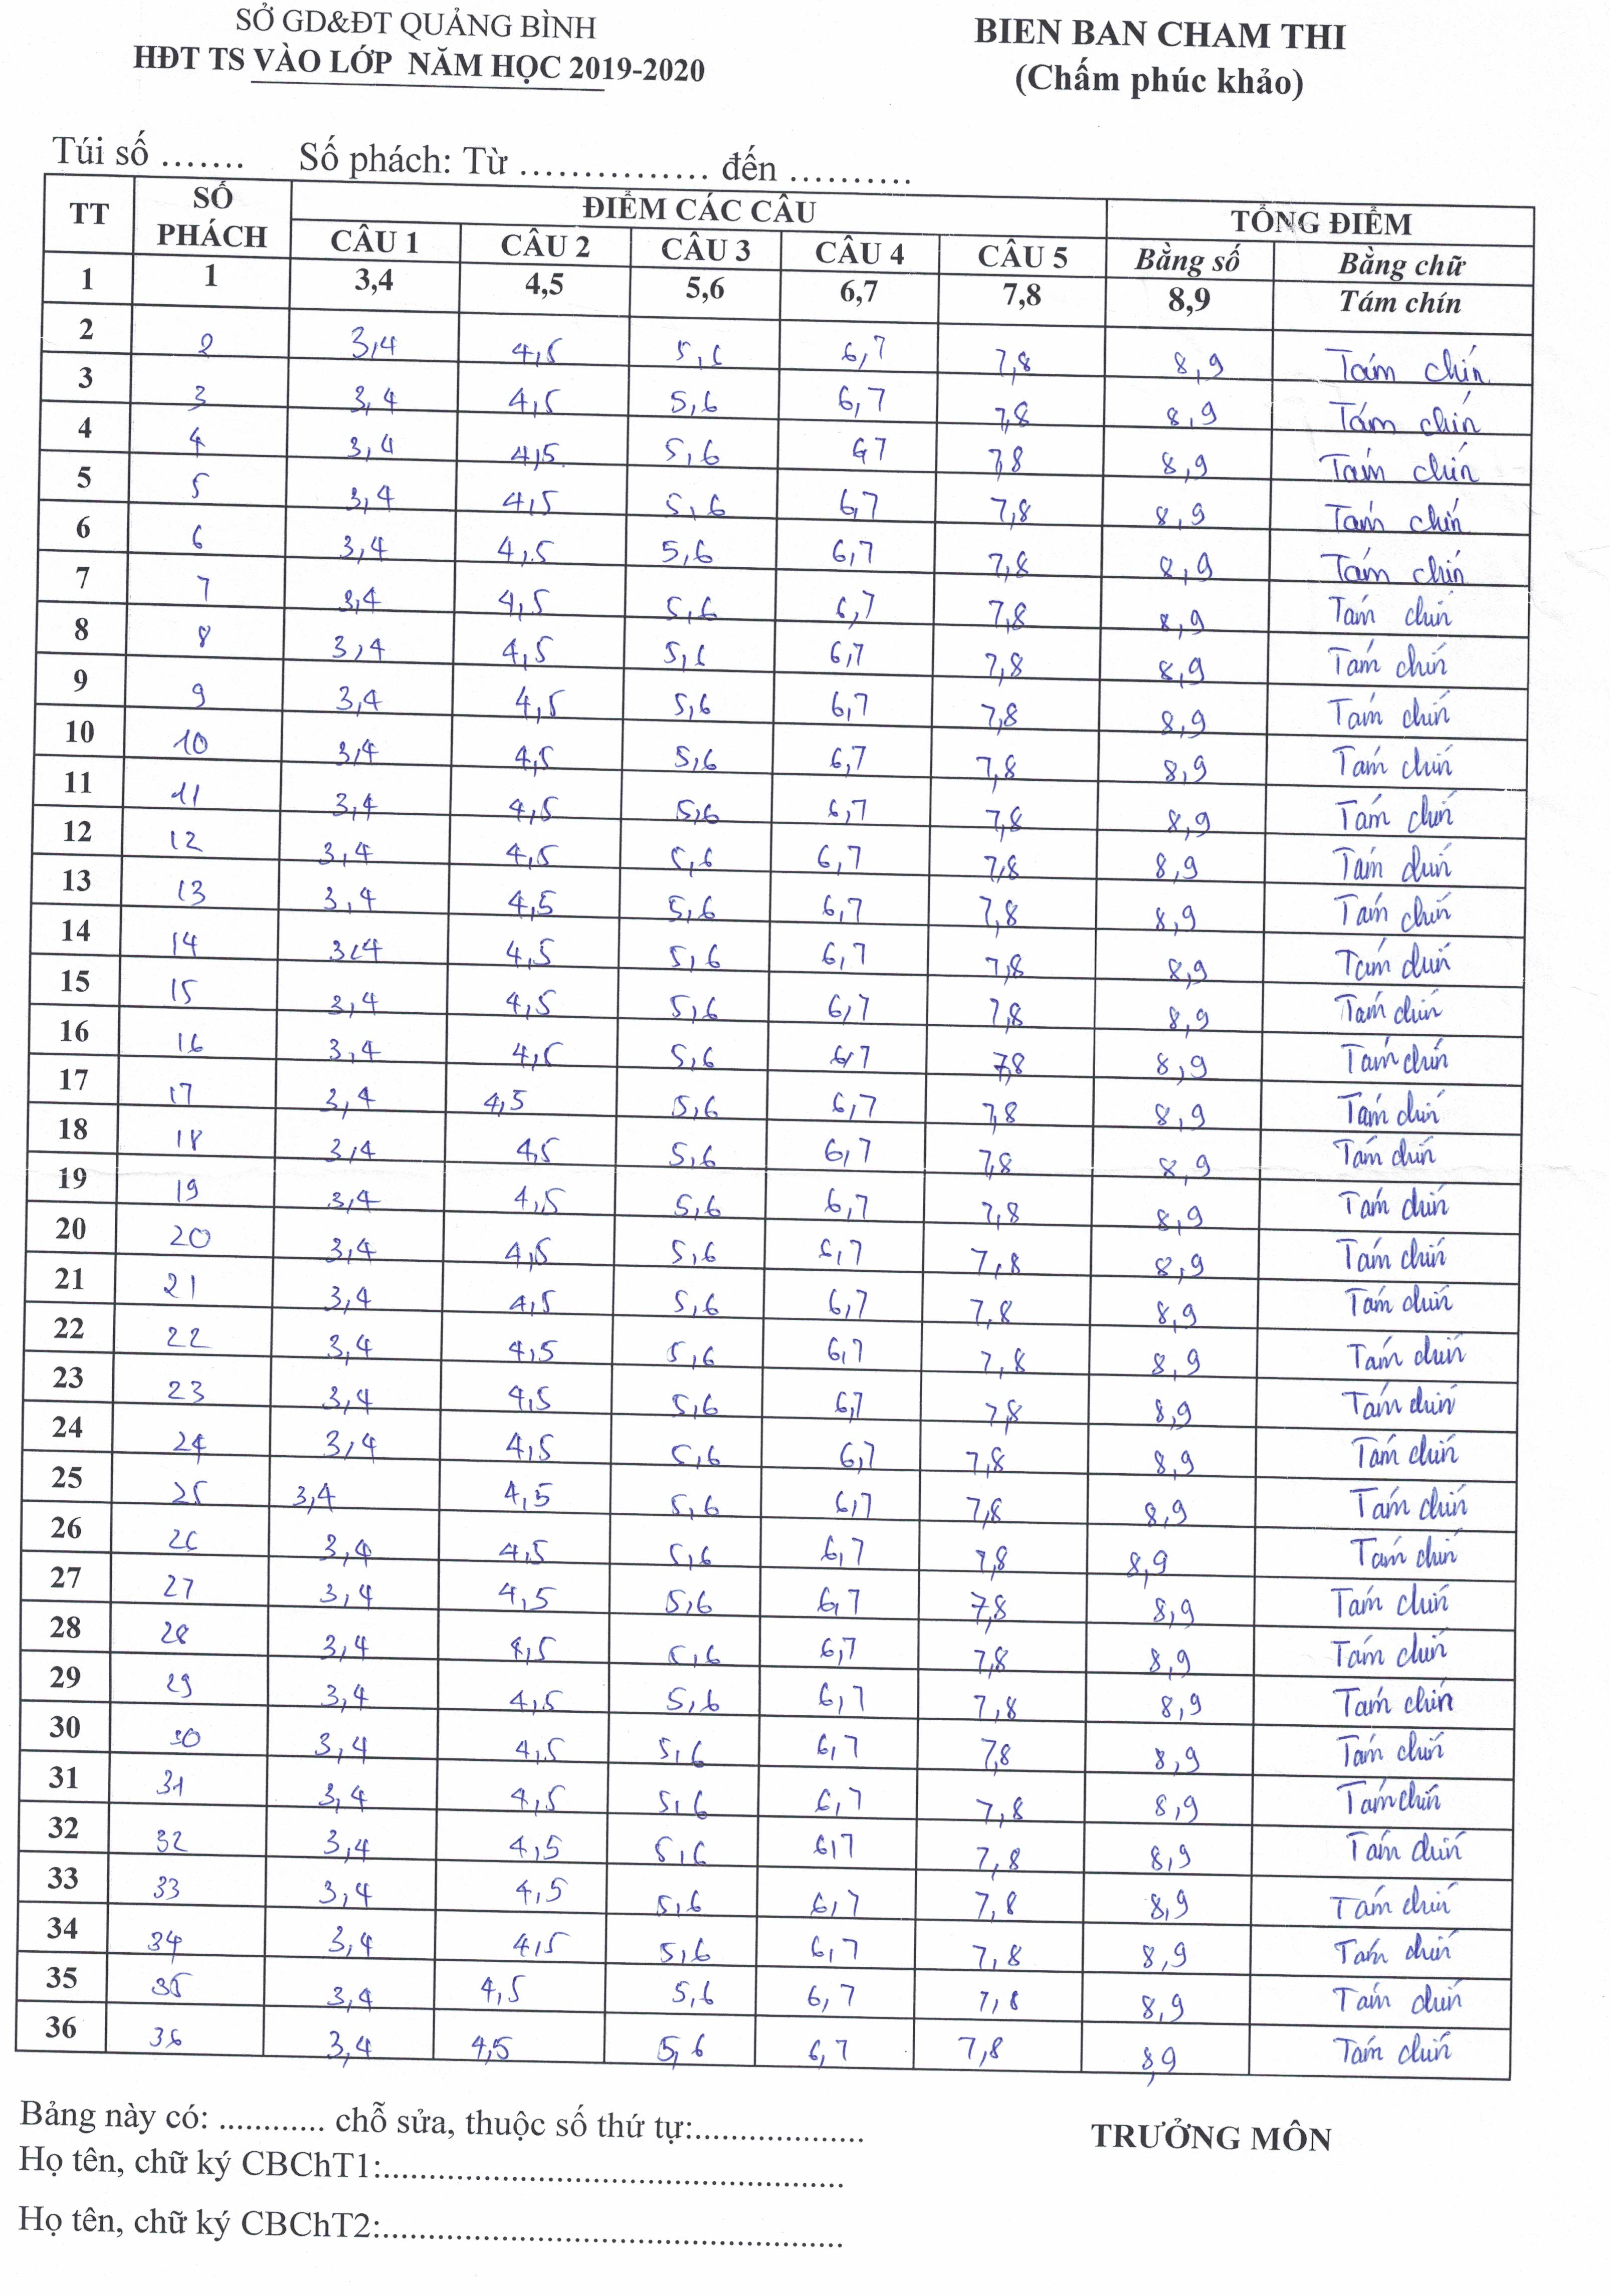 SỞ GD&ĐT QUẢNG BÌNH
HĐT TS VÀO LỚP NĂM HỌC 2019-2020
BIEN BAN CHAM THI
(Chấm phúc khảo)
Túi số ....... Số phách: Từ ............... đến ..........
TT SỐ PHÁCH ĐIỂM CÁC CÂU TỔNG ĐIỂM
CÂU 1 CÂU 2 CÂU 3 CÂU 4 CÂU 5 Bằng số Bằng chữ
1 1 3,4 4,5 5,6 6,7 7,8 8,9 Tám chín
2 2 3,4 4,5 5,6 6,7 7,8 8,9 Tám chín
3 3 3,4 4,5 5,6 6,7 7,8 8,9 Tám chín
4 4 3,4 4,5 5,6 6,7 7,8 8,9 Tám chín
5 5 3,4 4,5 5,6 6,7 7,8 8,9 Tám chín
6 6 3,4 4,5 5,6 6,7 7,8 8,9 Tám chín
7 7 3,4 4,5 5,6 6,7 7,8 8,9 Tám chín
8 8 3,4 4,5 5,6 6,7 7,8 8,9 Tám chín
9 9 3,4 4,5 5,6 6,7 7,8 8,9 Tám chín
10 10 3,4 4,5 5,6 6,7 7,8 8,9 Tám chín
11 11 3,4 4,5 5,6 6,7 7,8 8,9 Tám chín
12 12 3,4 4,5 5,6 6,7 7,8 8,9 Tám chín
13 13 3,4 4,5 5,6 6,7 7,8 8,9 Tám chín
14 14 3,4 4,5 5,6 6,7 7,8 8,9 Tám chín
15 15 3,4 4,5 5,6 6,7 7,8 8,9 Tám chín
16 16 3,4 4,5 5,6 6,7 7,8 8,9 Tám chín
17 17 3,4 4,5 5,6 6,7 7,8 8,9 Tám chín
18 18 3,4 4,5 5,6 6,7 7,8 8,9 Tám chín
19 19 3,4 4,5 5,6 6,7 7,8 8,9 Tám chín
20 20 3,4 4,5 5,6 6,7 7,8 8,9 Tám chín
21 21 3,4 4,5 5,6 6,7 7,8 8,9 Tám chín
22 22 3,4 4,5 5,6 6,7 7,8 8,9 Tám chín
23 23 3,4 4,5 5,6 6,7 7,8 8,9 Tám chín
24 24 3,4 4,5 5,6 6,7 7,8 8,9 Tám chín
25 25 3,4 4,5 5,6 6,7 7,8 8,9 Tám chín
26 26 3,4 4,5 5,6 6,7 7,8 8,9 Tám chín
27 27 3,4 4,5 5,6 6,7 7,8 8,9 Tám chín
28 28 3,4 4,5 5,6 6,7 7,8 8,9 Tám chín
29 29 3,4 4,5 5,6 6,7 7,8 8,9 Tám chín
30 30 3,4 4,5 5,6 6,7 7,8 8,9 Tám chín
31 31 3,4 4,5 5,6 6,7 7,8 8,9 Tám chín
32 32 3,4 4,5 5,6 6,7 7,8 8,9 Tám chín
33 33 3,4 4,5 5,6 6,7 7,8 8,9 Tám chín
34 34 3,4 4,5 5,6 6,7 7,8 8,9 Tám chín
35 35 3,4 4,5 5,6 6,7 7,8 8,9 Tám chín
36 36 3,4 4,5 5,6 6,7 7,8 8,9 Tám chín
Bảng này có: ............ chỗ sửa, thuộc số thứ tự:...................
TRƯỞNG MÔN
Họ tên, chữ ký CBChT1:...................................................
Họ tên, chữ ký CBChT2:...................................................